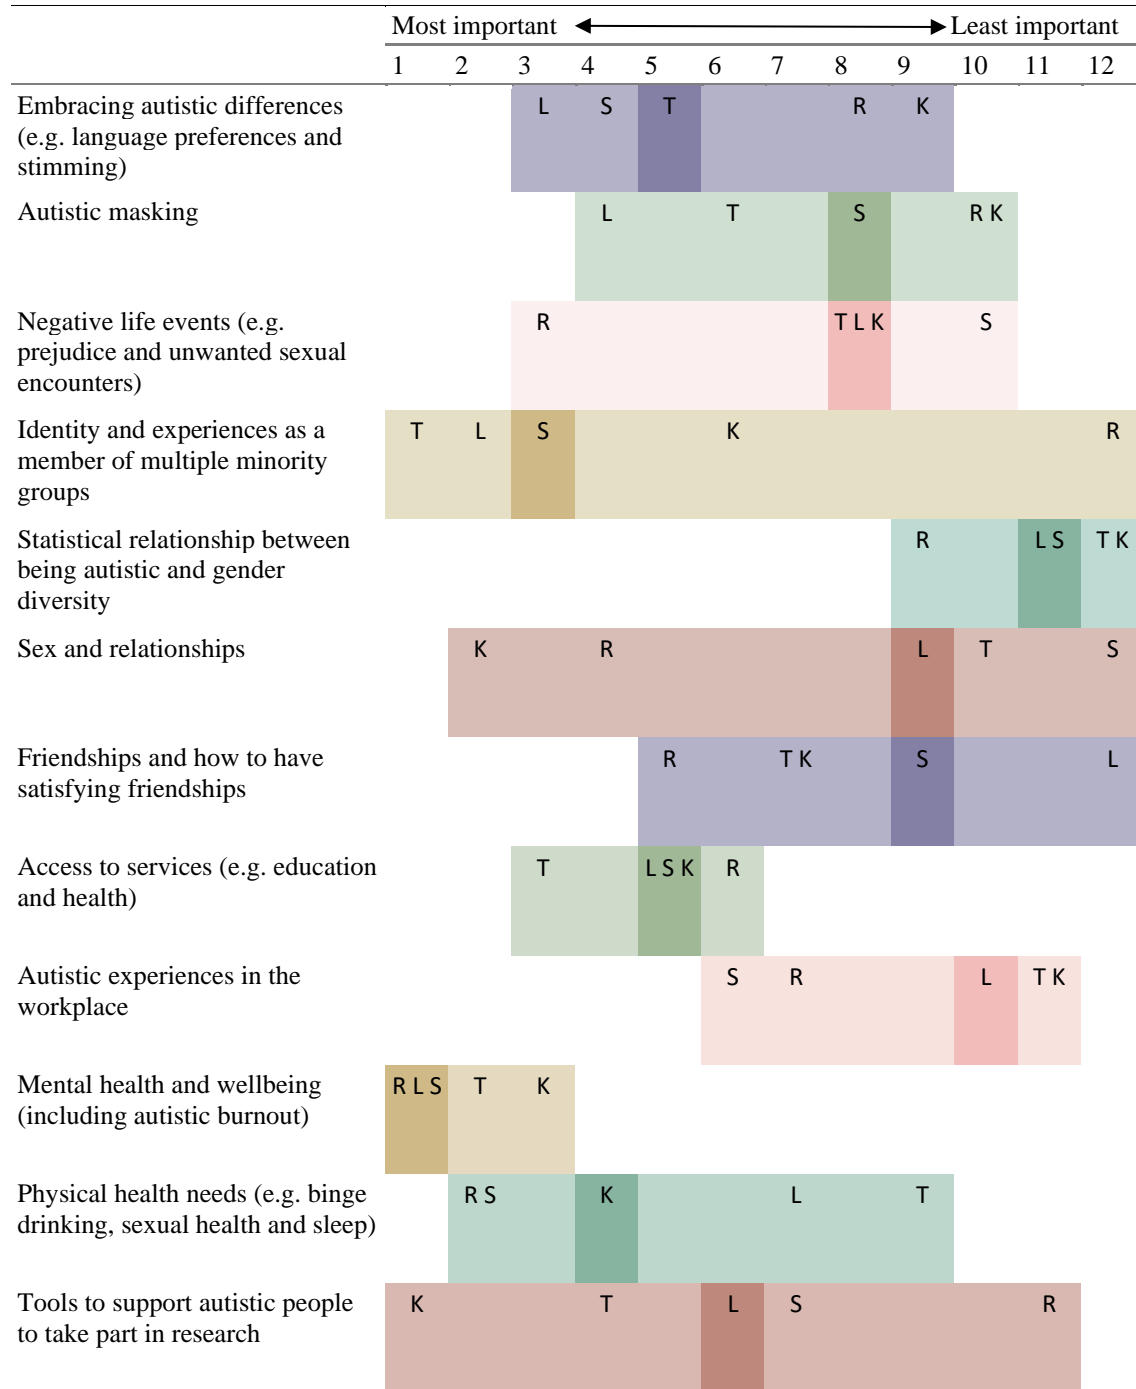 Most important Least important
1 2 3 4 5 6 7 8 9 10 11 12
Embracing autistic differences L S T R K
(e.g. language preferences and
stimming)
Autistic masking L T S R K
Negative life events (e.g. R T L K S
prejudice and unwanted sexual
encounters)
Identity and experiences as a T L S K R
member of multiple minority
groups
Statistical relationship between R L S T K
being autistic and gender
diversity
Sex and relationships K R L T S
Friendships and how to have R T K S L
satisfying friendships
Access to services (e.g. education T L S K R
and health)
Autistic experiences in the S R L T K
workplace
Mental health and wellbeing R L S T K
(including autistic burnout)
Physical health needs (e.g. binge R S K L T
drinking, sexual health and sleep)
Tools to support autistic people K T L S R
to take part in research